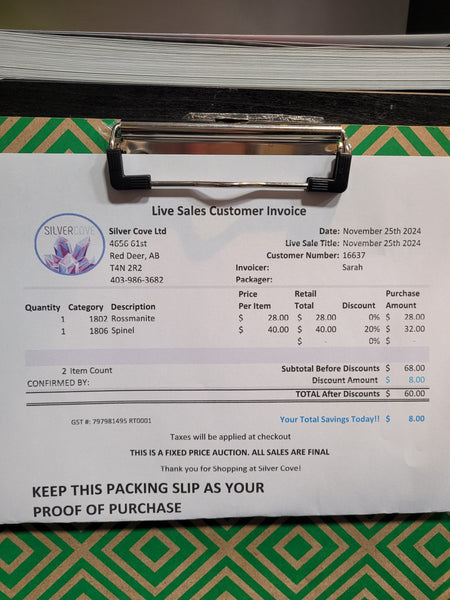 Live Sales Customer Invoice
SILVERCOVE
Silver Cove Ltd
4656 61st
Red Deer, AB
T4N 2R2
403-986-3682
Date: November 25th 2024
Live Sale Title: November 25th 2024
Customer Number: 16637
Invoicer: Sarah
Packager:
Quantity Category Description Price Per Item Retail Total Discount Purchase Amount
1 1802 Rossmanite $ 28.00 $ 28.00 0% $ 28.00
1 1806 Spinel $ 40.00 $ 40.00 20% $ 32.00
$ - 0% $ -
2 Item Count Subtotal Before Discounts $ 68.00
CONFIRMED BY: Discount Amount $ 8.00
TOTAL After Discounts $ 60.00
GST #: 797981495 RT0001 Your Total Savings Today!! $ 8.00
Taxes will be applied at checkout
THIS IS A FIXED PRICE AUCTION. ALL SALES ARE FINAL
Thank you for Shopping at Silver Cove!
KEEP THIS PACKING SLIP AS YOUR
PROOF OF PURCHASE